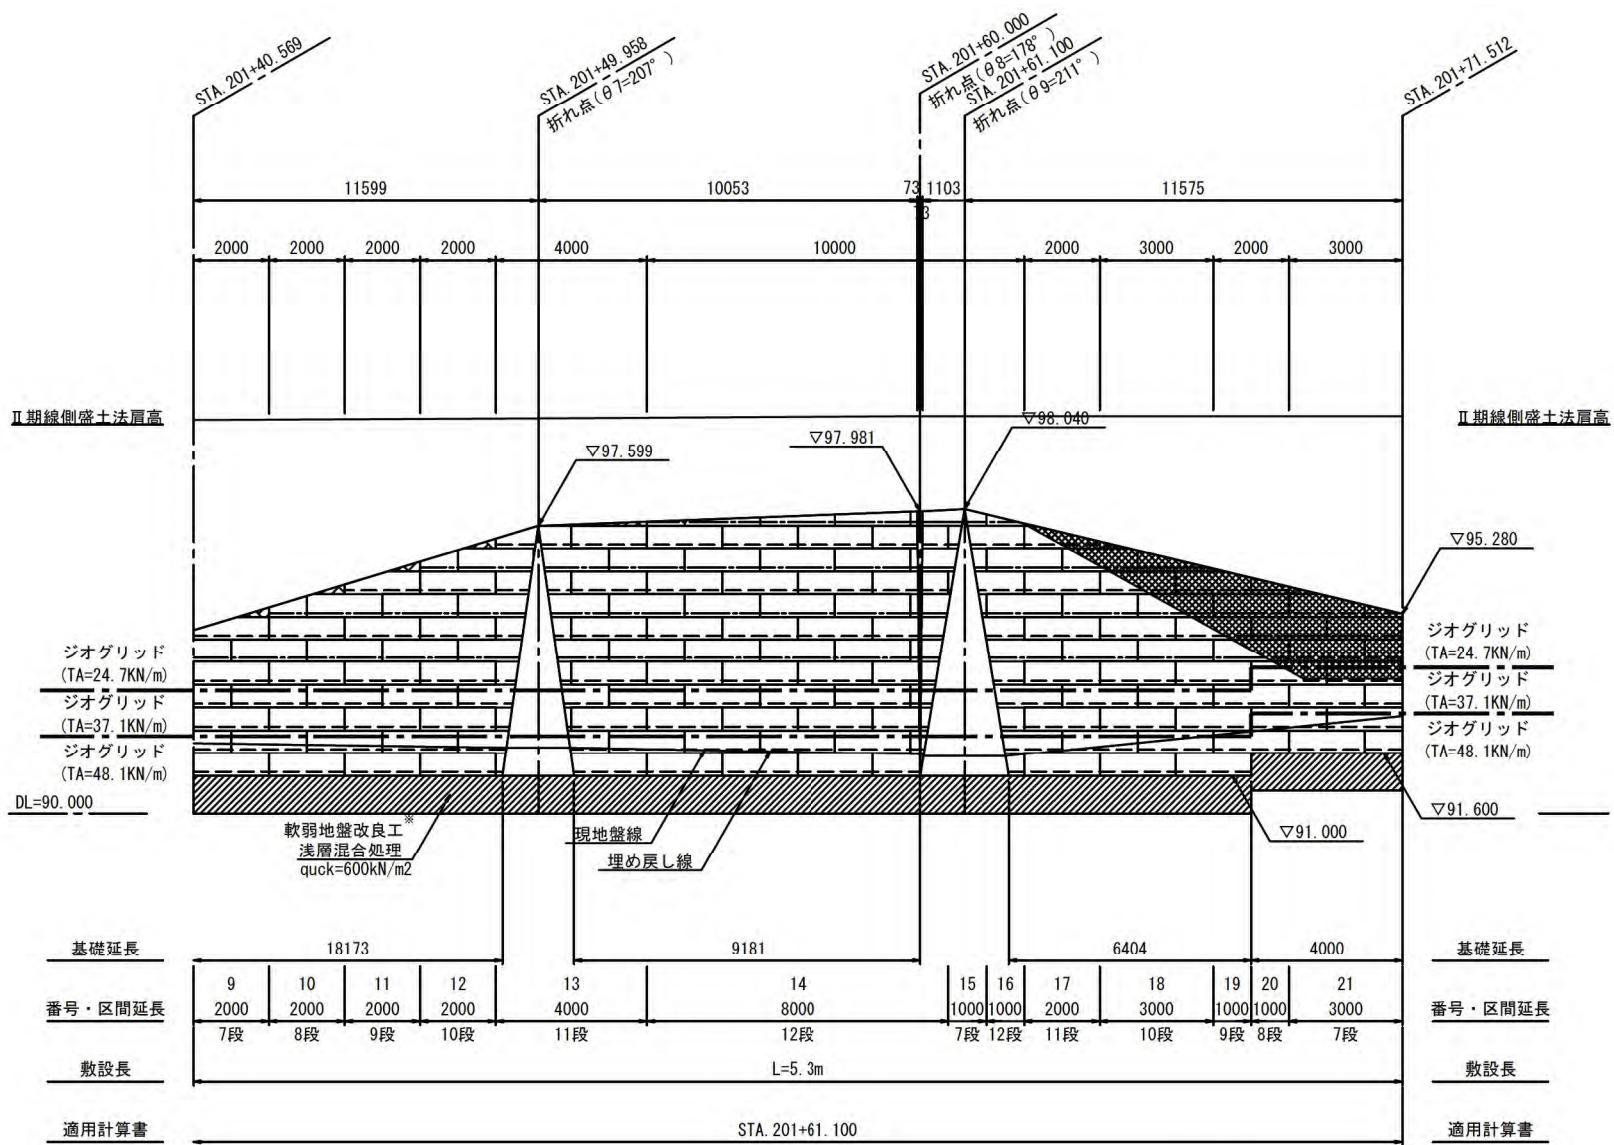 STA.201+40.569
STA.201+49.958
折れ点(θ7=207°)
STA.201+60.000
折れ点(θ8=178°)
STA.201+61.100
折れ点(θ9=211°)
STA.201+71.512
11599 10053 73 1103 11575
73
2000 2000 2000 2000 4000 10000 2000 3000 2000 3000
Ⅱ期線側盛土法肩高 Ⅱ期線側盛土法肩高
▽98.040
▽97.981
▽97.599
▽95.280
ジオグリッド
(TA=24.7KN/m)
ジオグリッド
(TA=37.1KN/m)
ジオグリッド
(TA=48.1KN/m)
ジオグリッド
(TA=24.7KN/m)
ジオグリッド
(TA=37.1KN/m)
ジオグリッド
(TA=48.1KN/m)
DL=90.000
▽91.600
▽91.000
軟弱地盤改良工※
浅層混合処理
quck=600kN/m2
現地盤線
埋め戻し線
基礎延長 18173 9181 6404 4000 基礎延長
9 10 11 12 13 14 15 16 17 18 19 20 21
番号・区間延長 2000 2000 2000 2000 4000 8000 1000 1000 2000 3000 1000 1000 3000 番号・区間延長
7段 8段 9段 10段 11段 12段 7段 12段 11段 10段 9段 8段 7段
敷設長 L=5.3m 敷設長
適用計算書 STA.201+61.100 適用計算書